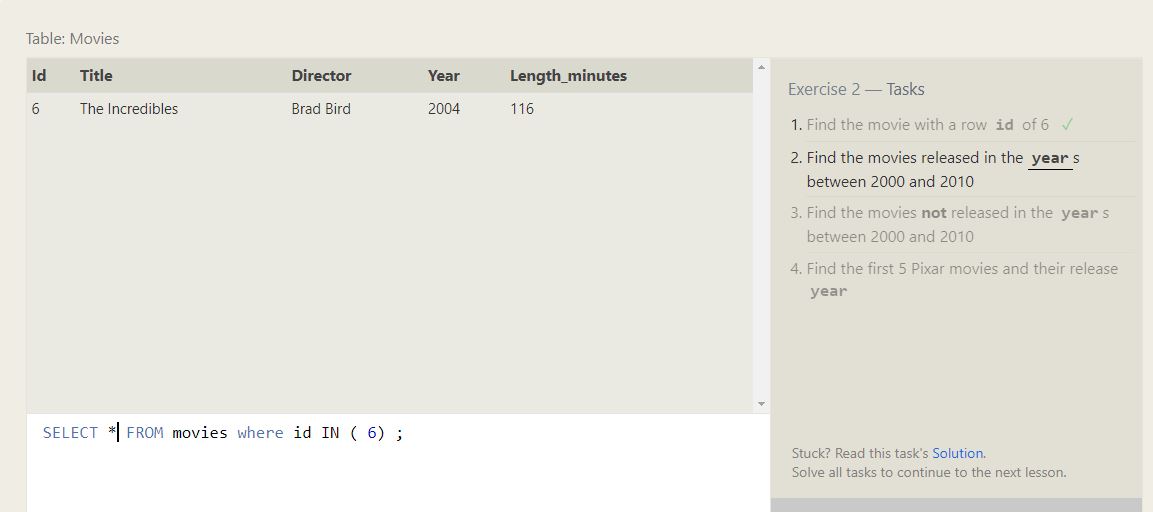 Table: Movies
Id Title Director Year Length_minutes
6 The Incredibles Brad Bird 2004 116
SELECT * FROM movies where id IN ( 6) ;
Exercise 2 — Tasks
1. Find the movie with a row id of 6 ✓
2. Find the movies released in the year s
between 2000 and 2010
3. Find the movies not released in the year s
between 2000 and 2010
4. Find the first 5 Pixar movies and their release
year
Stuck? Read this task's Solution.
Solve all tasks to continue to the next lesson.